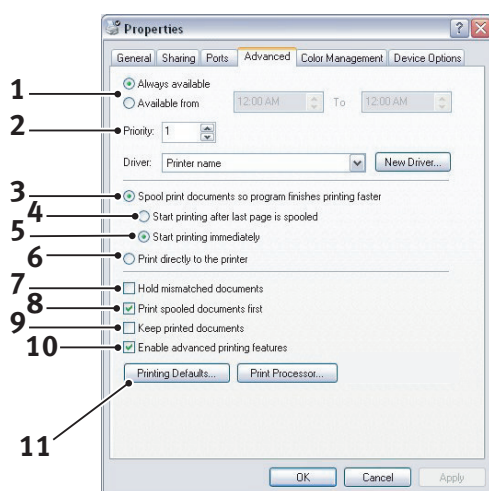 Properties
General Sharing Ports Advanced Color Management Device Options
1 Always available
Available from 12:00 AM To 12:00 AM
2 Priority: 1
Driver: Printer name New Driver...
3 Spool print documents so program finishes printing faster
4 Start printing after last page is spooled
5 Start printing immediately
6 Print directly to the printer
7 Hold mismatched documents
8 Print spooled documents first
9 Keep printed documents
10 Enable advanced printing features
Printing Defaults... Print Processor...
11
OK Cancel Apply